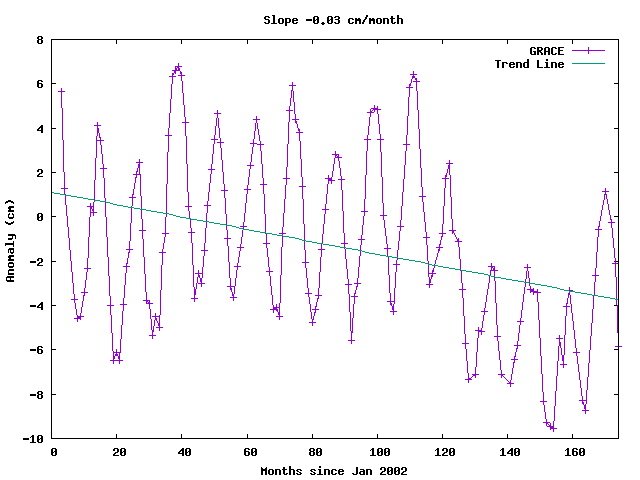 Slope -0.03 cm/month
GRACE
Trend Line
8
6
4
2
0
-2
-4
-6
-8
-10
Anomaly (cm)
0 20 40 60 80 100 120 140 160
Months since Jan 2002